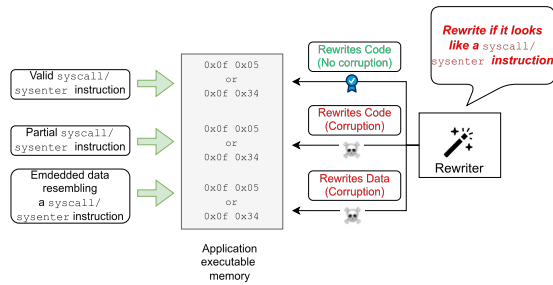 Valid syscall/
sysenter instruction
Partial syscall/
sysenter instruction
Emdedded data
resembling
a syscall/
sysenter instruction
0x0f 0x05
or
0x0f 0x34
0x0f 0x05
or
0x0f 0x34
0x0f 0x05
or
0x0f 0x34
Application
executable
memory
Rewrites Code
(No corruption)
Rewrites Code
(Corruption)
Rewrites Data
(Corruption)
Rewrite if it looks
like a syscall/
sysenter instruction
Rewriter